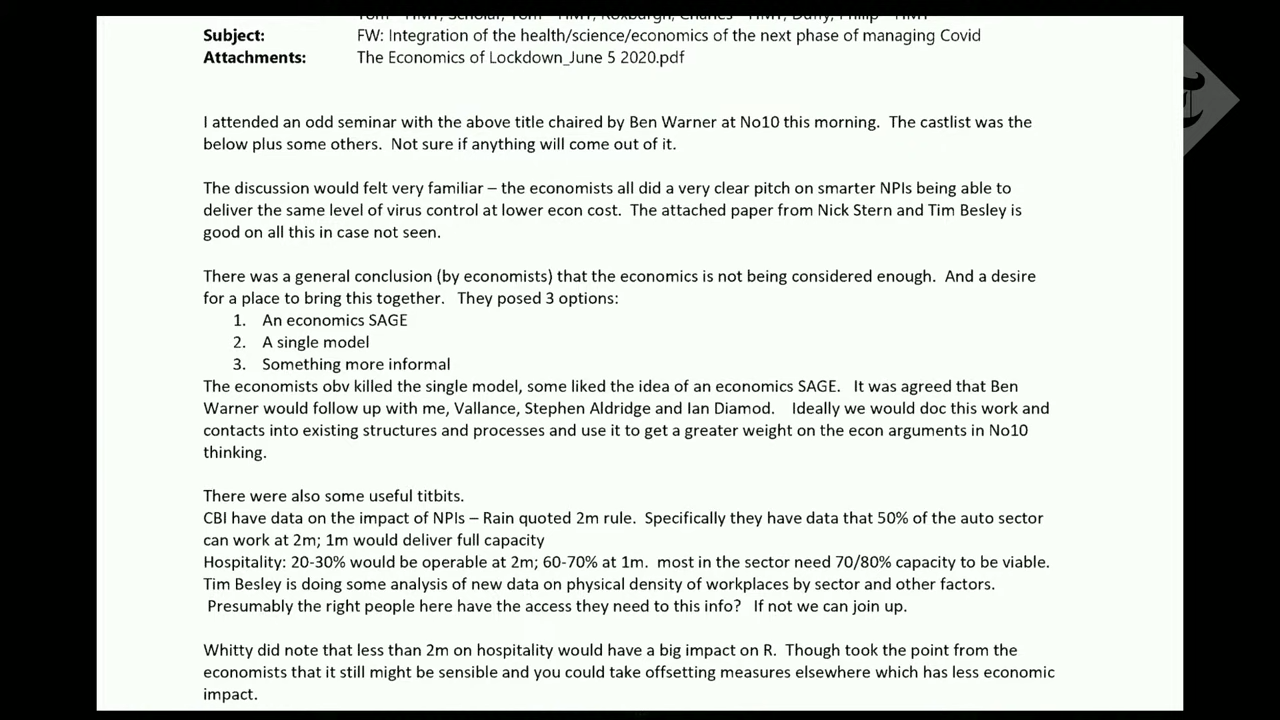 Subject: FW: Integration of the health/science/economics of the next phase of managing Covid
Attachments: The Economics of Lockdown_June 5 2020.pdf
I attended an odd seminar with the above title chaired by Ben Warner at No10 this morning. The castlist was the
below plus some others. Not sure if anything will come out of it.
The discussion would felt very familiar – the economists all did a very clear pitch on smarter NPIs being able to
deliver the same level of virus control at lower econ cost. The attached paper from Nick Stern and Tim Besley is
good on all this in case not seen.
There was a general conclusion (by economists) that the economics is not being considered enough. And a desire
for a place to bring this together. They posed 3 options:
1. An economics SAGE
2. A single model
3. Something more informal
The economists obv killed the single model, some liked the idea of an economics SAGE. It was agreed that Ben
Warner would follow up with me, Vallance, Stephen Aldridge and Ian Diamod. Ideally we would doc this work and
contacts into existing structures and processes and use it to get a greater weight on the econ arguments in No10
thinking.
There were also some useful titbits.
CBI have data on the impact of NPIs – Rain quoted 2m rule. Specifically they have data that 50% of the auto sector
can work at 2m; 1m would deliver full capacity
Hospitality: 20-30% would be operable at 2m; 60-70% at 1m. most in the sector need 70/80% capacity to be viable.
Tim Besley is doing some analysis of new data on physical density of workplaces by sector and other factors.
Presumably the right people here have the access they need to this info? If not we can join up.
Whitty did note that less than 2m on hospitality would have a big impact on R. Though took the point from the
economists that it still might be sensible and you could take offsetting measures elsewhere which has less economic
impact.